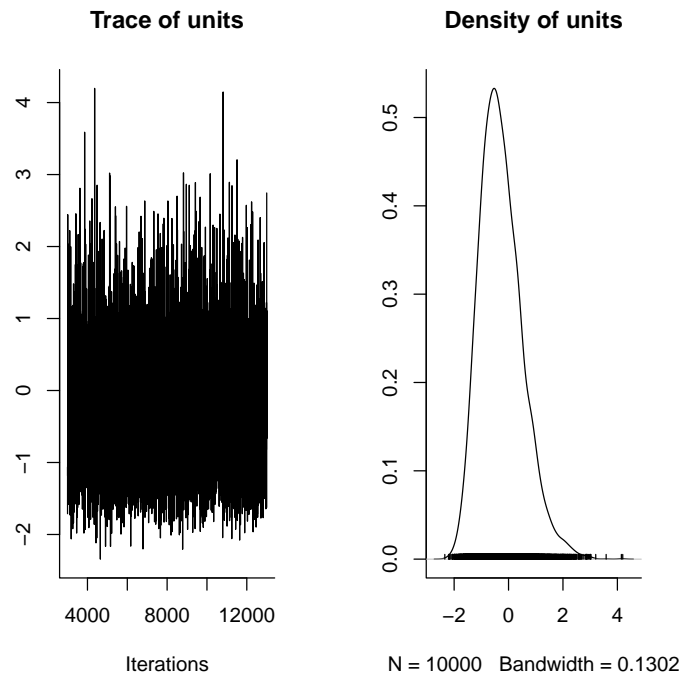 Trace of units
4
3
2
1
0
−1
−2
4000 8000 12000
Iterations
Density of units
0.5
0.4
0.3
0.2
0.1
0.0
−2 0 2 4
N = 10000 Bandwidth = 0.1302